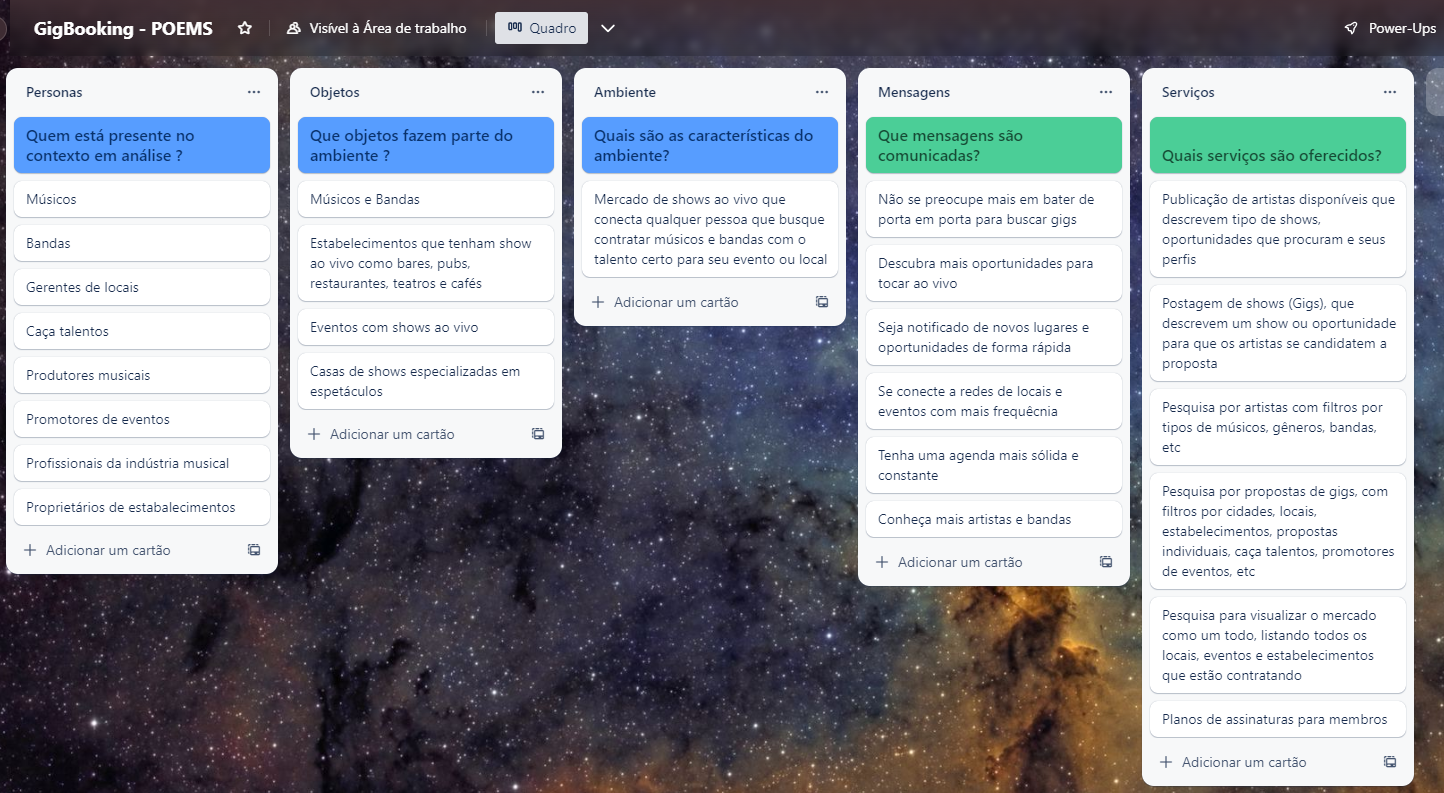 GigBooking - POEMS
Visível à Área de trabalho
Quadro
Power-Ups
Personas
Quem está presente no
contexto em análise ?
Músicos
Bandas
Gerentes de locais
Caça talentos
Produtores musicais
Promotores de eventos
Profissionais da indústria musical
Proprietários de estabalecimentos
Adicionar um cartão
Objetos
Que objetos fazem parte do
ambiente ?
Músicos e Bandas
Estabelecimentos que tenham show
ao vivo como bares, pubs,
restaurantes, teatros e cafés
Eventos com shows ao vivo
Casas de shows especializadas em
espetáculos
Adicionar um cartão
Ambiente
Quais são as características do
ambiente?
Mercado de shows ao vivo que
conecta qualquer pessoa que busque
contratar músicos e bandas com o
talento certo para seu evento ou local
Adicionar um cartão
Mensagens
Que mensagens são
comunicadas?
Não se preocupe mais em bater de
porta em porta para buscar gigs
Descubra mais oportunidades para
tocar ao vivo
Seja notificado de novos lugares e
oportunidades de forma rápida
Se conecte a redes de locais e
eventos com mais frequêcnia
Tenha uma agenda mais sólida e
constante
Conheça mais artistas e bandas
Adicionar um cartão
Serviços
Quais serviços são oferecidos?
Publicação de artistas disponíveis que
descrevem tipo de shows,
oportunidades que procuram e seus
perfis
Postagem de shows (Gigs), que
descrevem um show ou oportunidade
para que os artistas se candidatem a
proposta
Pesquisa por artistas com filtros por
tipos de músicos, gêneros, bandas,
etc
Pesquisa por propostas de gigs, com
filtros por cidades, locais,
estabelecimentos, propostas
individuais, caça talentos, promotores
de eventos, etc
Pesquisa para visualizar o mercado
como um todo, listando todos os
locais, eventos e estabelecimentos
que estão contratando
Planos de assinaturas para membros
Adicionar um cartão